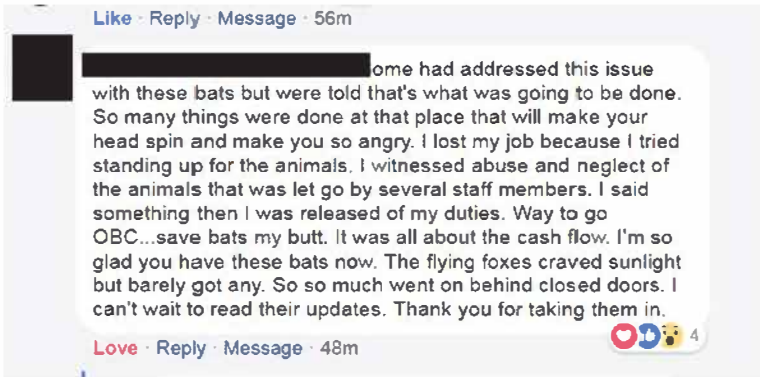 Like · Reply · Message · 56m
ome had addressed this issue
with these bats but were told that's what was going to be done.
So many things were done at that place that will make your
head spin and make you so angry. I lost my job because I tried
standing up for the animals. I witnessed abuse and neglect of
the animals that was let go by several staff members. I said
something then I was released of my duties. Way to go
OBC...save bats my butt. It was all about the cash flow. I'm so
glad you have these bats now. The flying foxes craved sunlight
but barely got any. So so much went on behind closed doors. I
can't wait to read their updates. Thank you for taking them in.
4
Love · Reply · Message · 48m